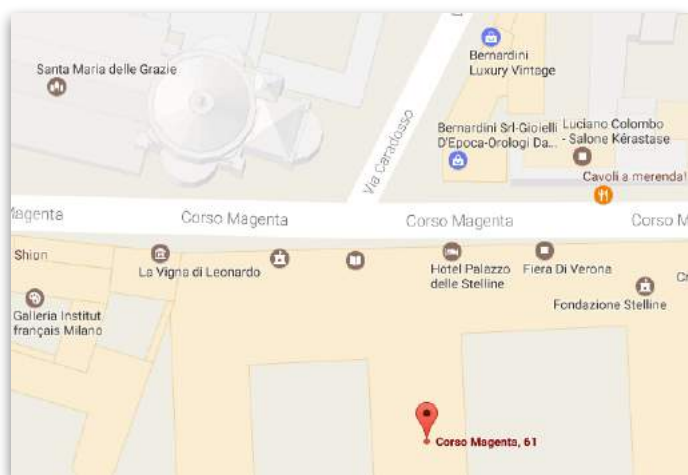 Santa Maria delle Grazie
Bernardini
Luxury Vintage
Via Caradosso
Bernardini Srl-Gioielli
D'Epoca-Orologi Da...
Luciano Colombo
- Salone Kérastase
Cavoli a merenda!
Magenta
Corso Magenta
Corso Magenta
Corso M
Shion
La Vigna di Leonardo
Hotel Palazzo
delle Stelline
Fiera Di Verona
Cr
Fondazione Stelline
Galleria Institut
français Milano
Corso Magenta, 61